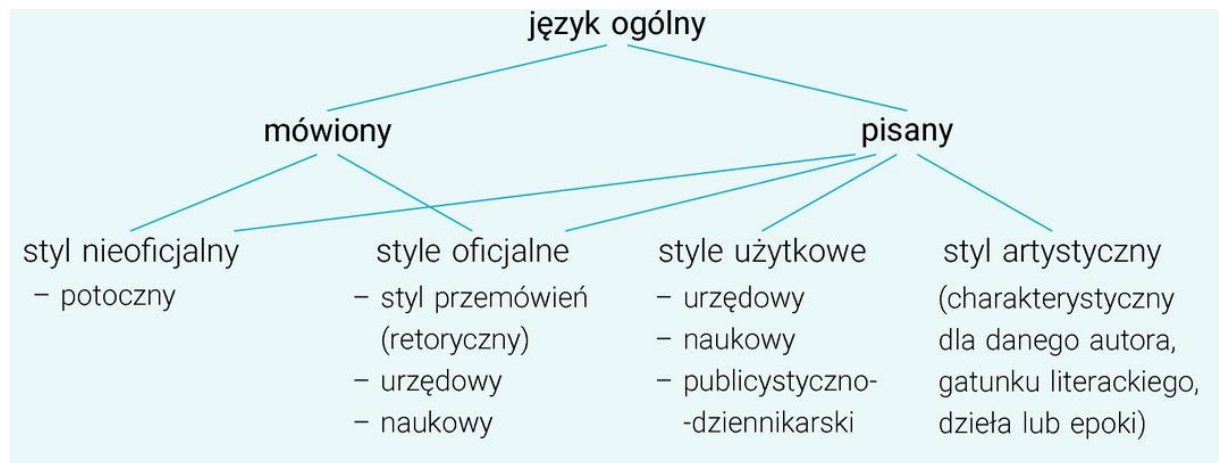 język ogólny
mówiony
pisany
styl nieoficjalny
– potoczny
style oficjalne
– styl przemówień
(retoryczny)
– urzędowy
– naukowy
style użytkowe
– urzędowy
– naukowy
– publicystyczno-
-dziennikarski
styl artystyczny
(charakterystyczny
dla danego autora,
gatunku literackiego,
dzieła lub epoki)